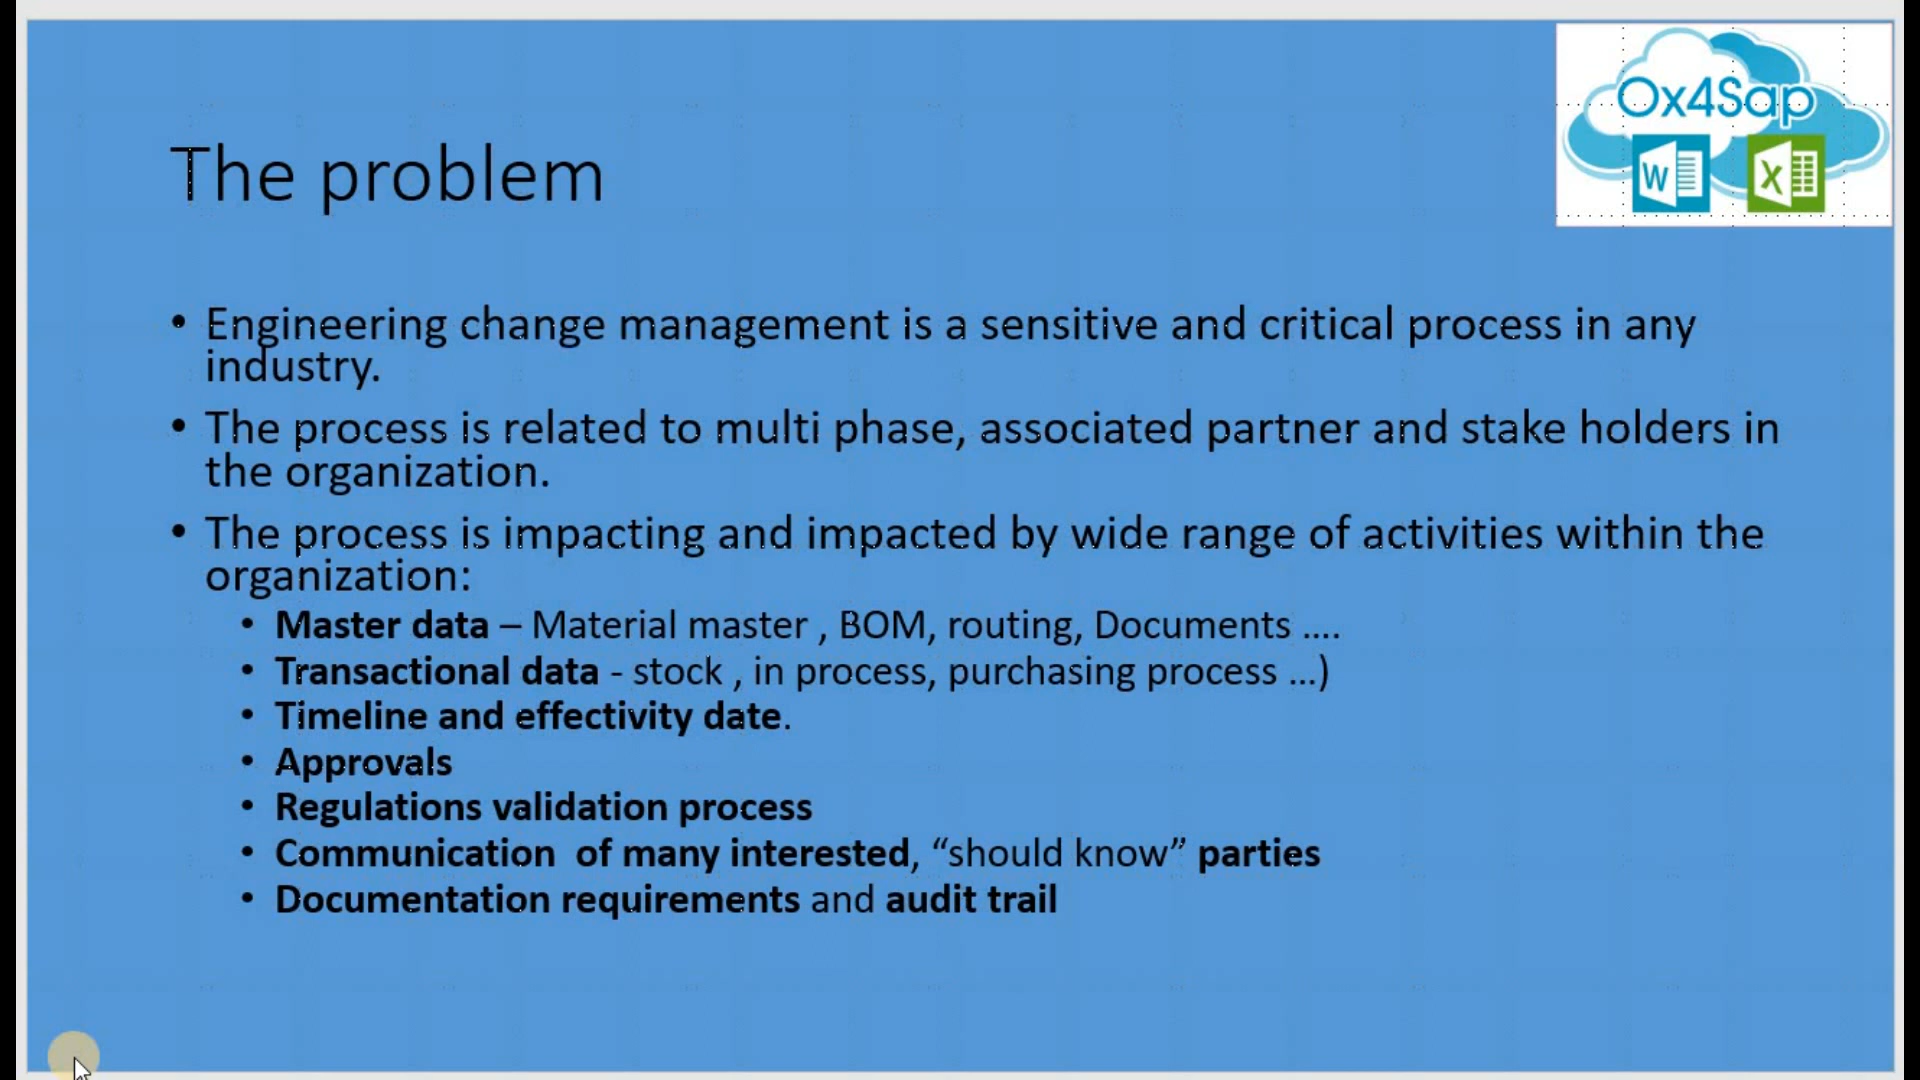 Ox4Sap
W
X
The problem
• Engineering change management is a sensitive and critical process in any
industry.
• The process is related to multi phase, associated partner and stake holders in
the organization.
• The process is impacting and impacted by wide range of activities within the
organization:
• Master data – Material master , BOM, routing, Documents ....
• Transactional data - stock , in process, purchasing process ...)
• Timeline and effectivity date.
• Approvals
• Regulations validation process
• Communication  of many interested, “should know” parties
• Documentation requirements and audit trail